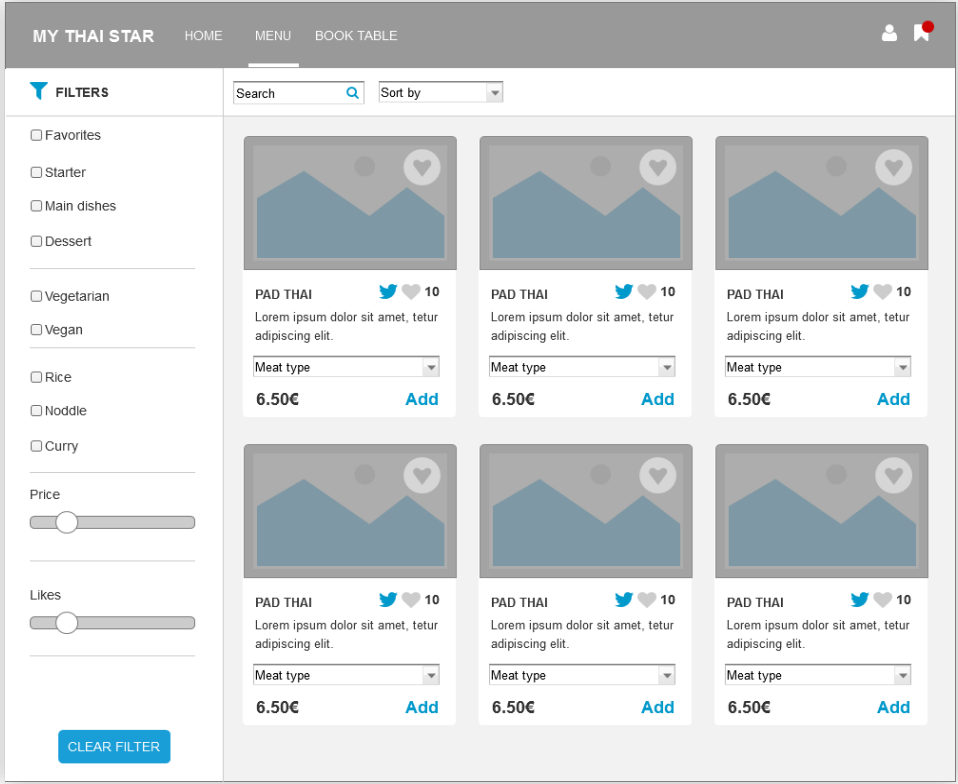 MY THAI STAR HOME MENU BOOK TABLE
FILTERS
Search Sort by
Favorites
Starter
Main dishes
Dessert
Vegetarian
Vegan
Rice
Noddle
Curry
Price
Likes
CLEAR FILTER
PAD THAI 10
Lorem ipsum dolor sit amet, tetur
adipiscing elit.
Meat type
6.50€ Add
PAD THAI 10
Lorem ipsum dolor sit amet, tetur
adipiscing elit.
Meat type
6.50€ Add
PAD THAI 10
Lorem ipsum dolor sit amet, tetur
adipiscing elit.
Meat type
6.50€ Add
PAD THAI 10
Lorem ipsum dolor sit amet, tetur
adipiscing elit.
Meat type
6.50€ Add
PAD THAI 10
Lorem ipsum dolor sit amet, tetur
adipiscing elit.
Meat type
6.50€ Add
PAD THAI 10
Lorem ipsum dolor sit amet, tetur
adipiscing elit.
Meat type
6.50€ Add